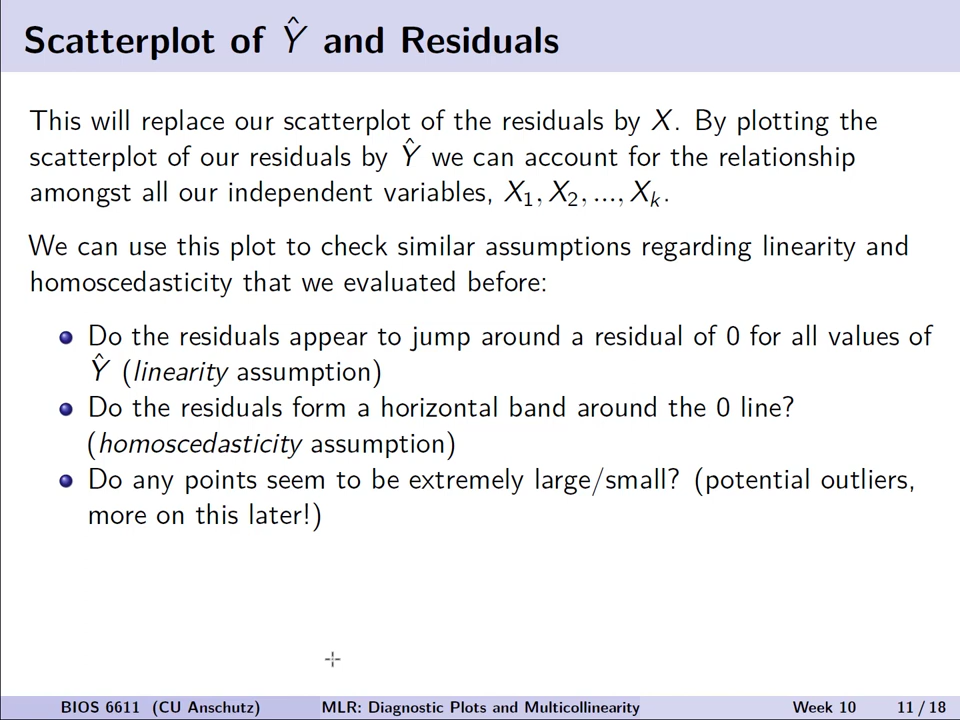 Scatterplot of Ŷ and Residuals
This will replace our scatterplot of the residuals by X. By plotting the
scatterplot of our residuals by Ŷ we can account for the relationship
amongst all our independent variables, X₁, X₂, ..., Xₖ.
We can use this plot to check similar assumptions regarding linearity and
homoscedasticity that we evaluated before:
Do the residuals appear to jump around a residual of 0 for all values of
Ŷ (linearity assumption)
Do the residuals form a horizontal band around the 0 line?
(homoscedasticity assumption)
Do any points seem to be extremely large/small? (potential outliers,
more on this later!)
BIOS 6611 (CU Anschutz) MLR: Diagnostic Plots and Multicollinearity Week 10 11 / 18